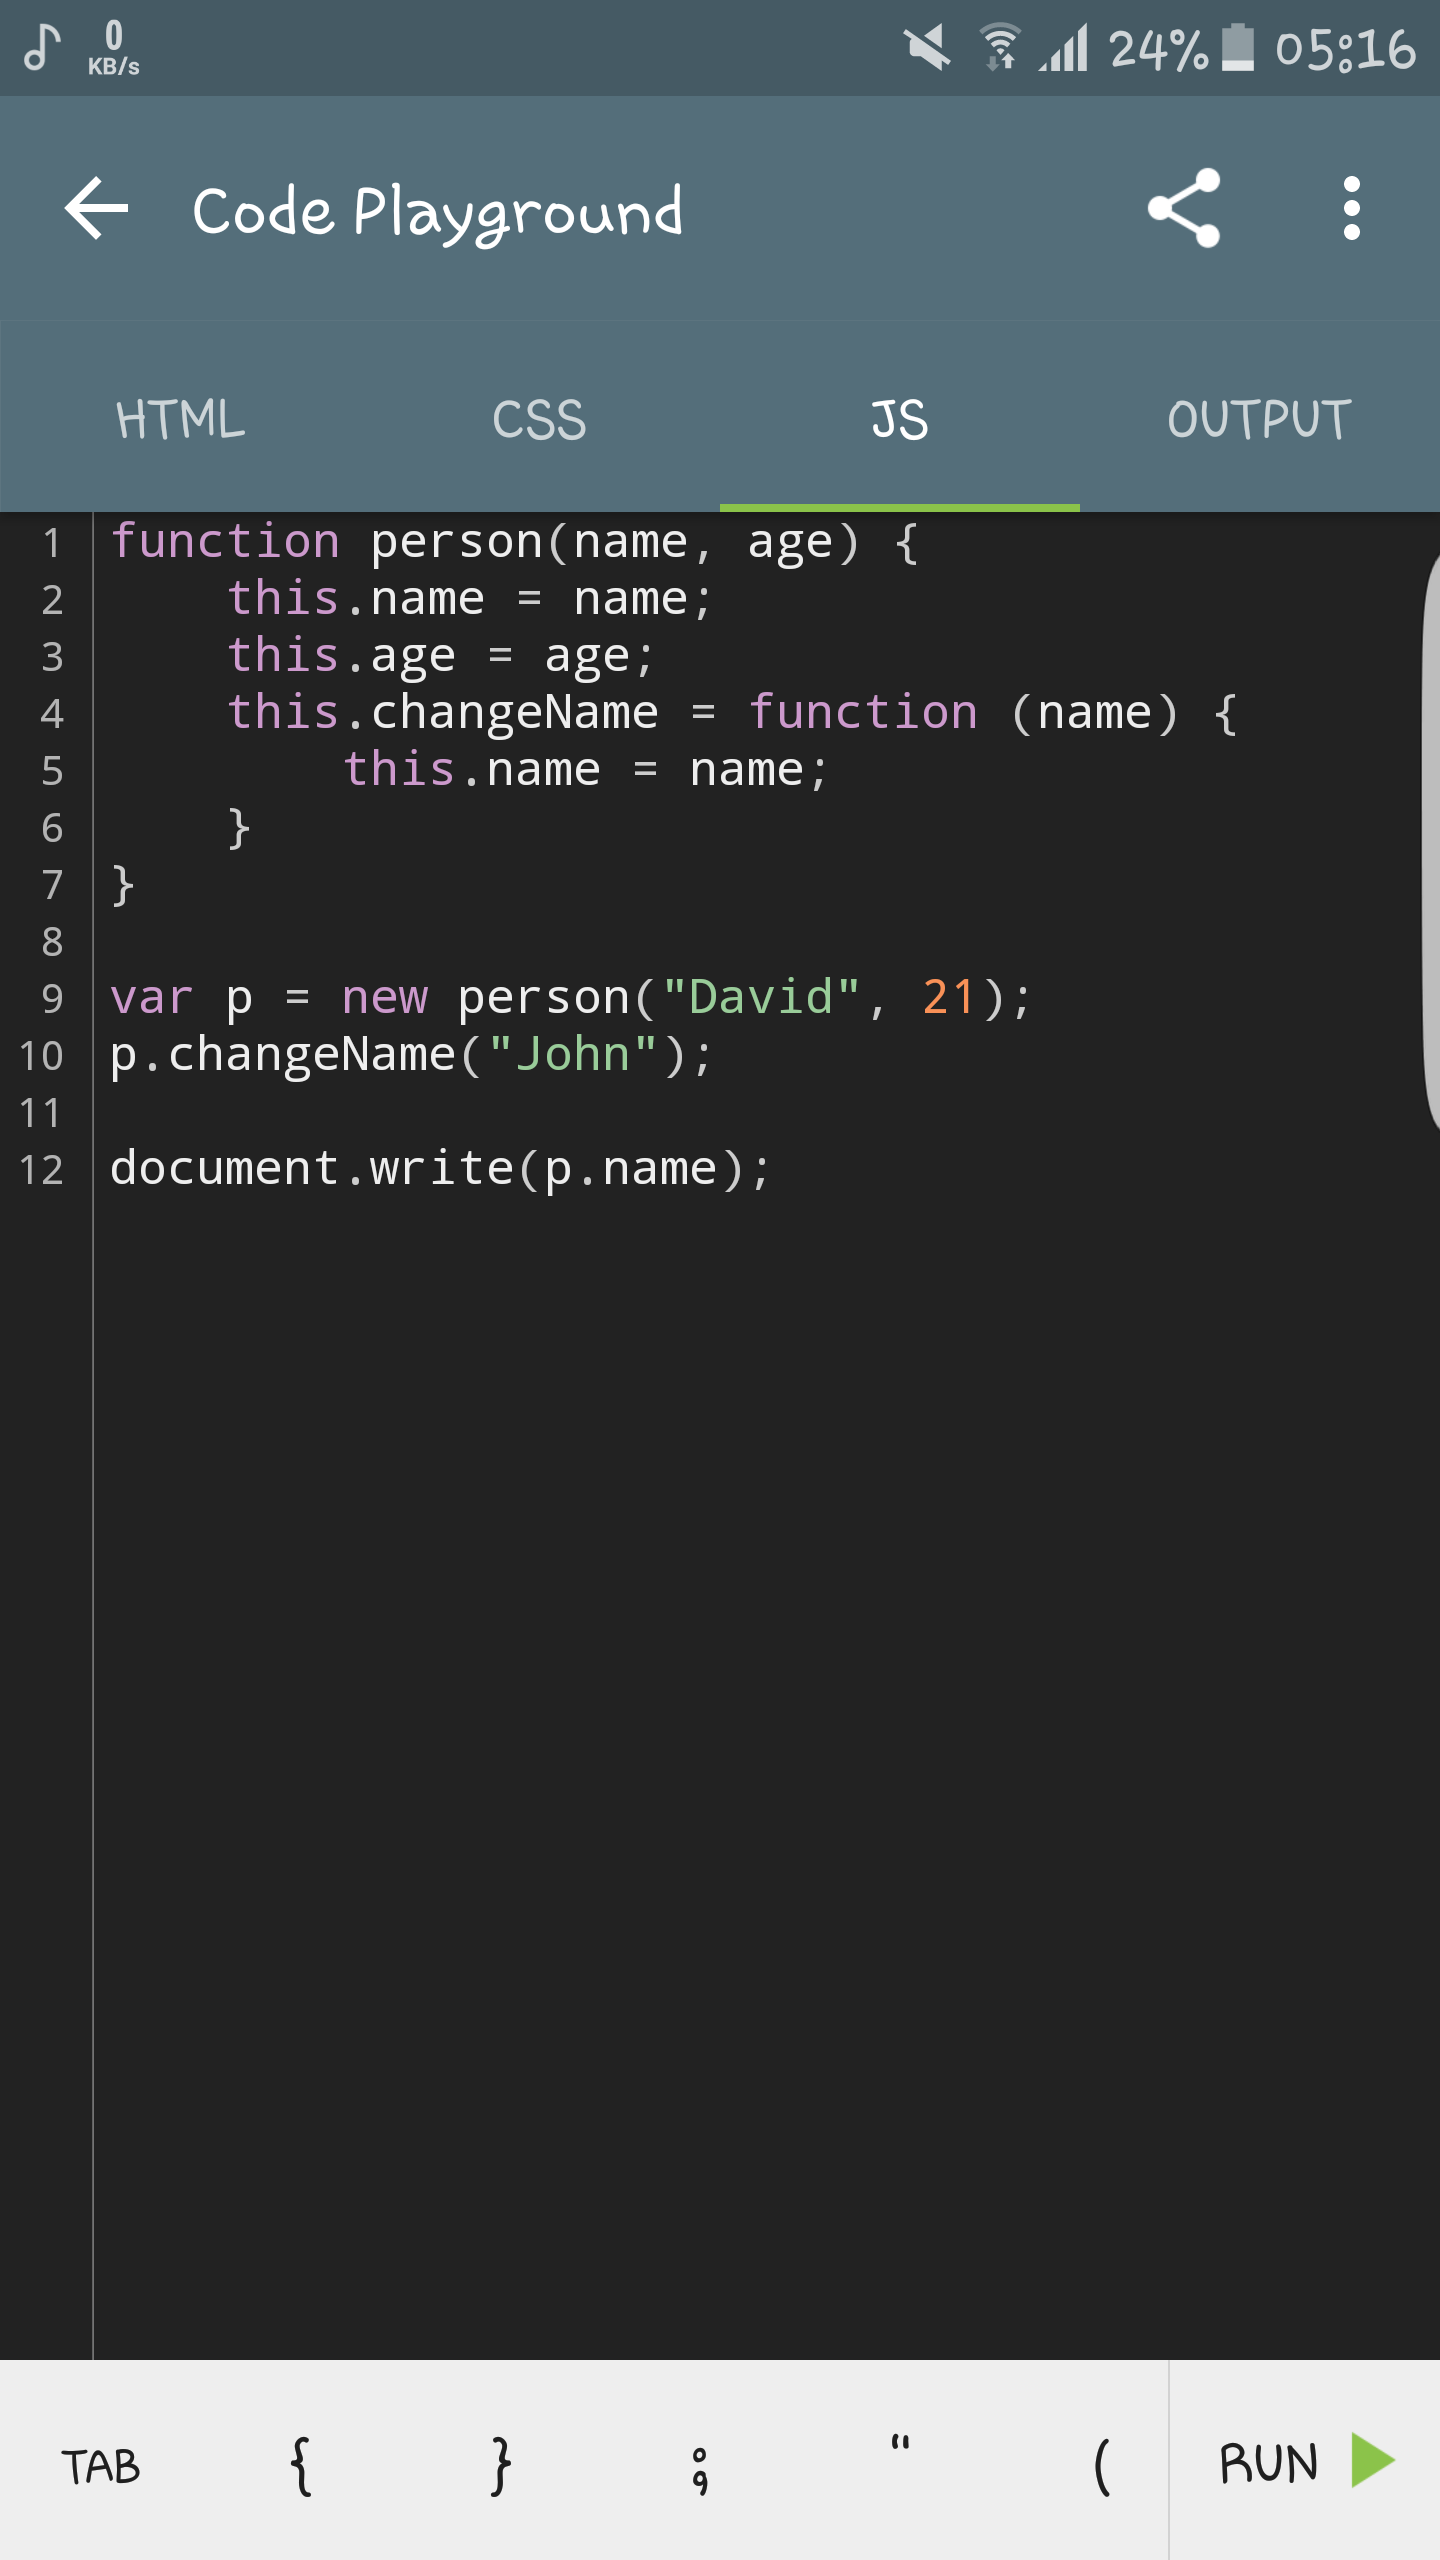 0
KB/s
24% 05:16
Code Playground
HTML CSS JS OUTPUT
1 function person(name, age) {
2     this.name = name;
3     this.age = age;
4     this.changeName = function (name) {
5         this.name = name;
6     }
7 }
8
9 var p = new person("David", 21);
10 p.changeName("John");
11
12 document.write(p.name);
TAB { } ; " ( RUN